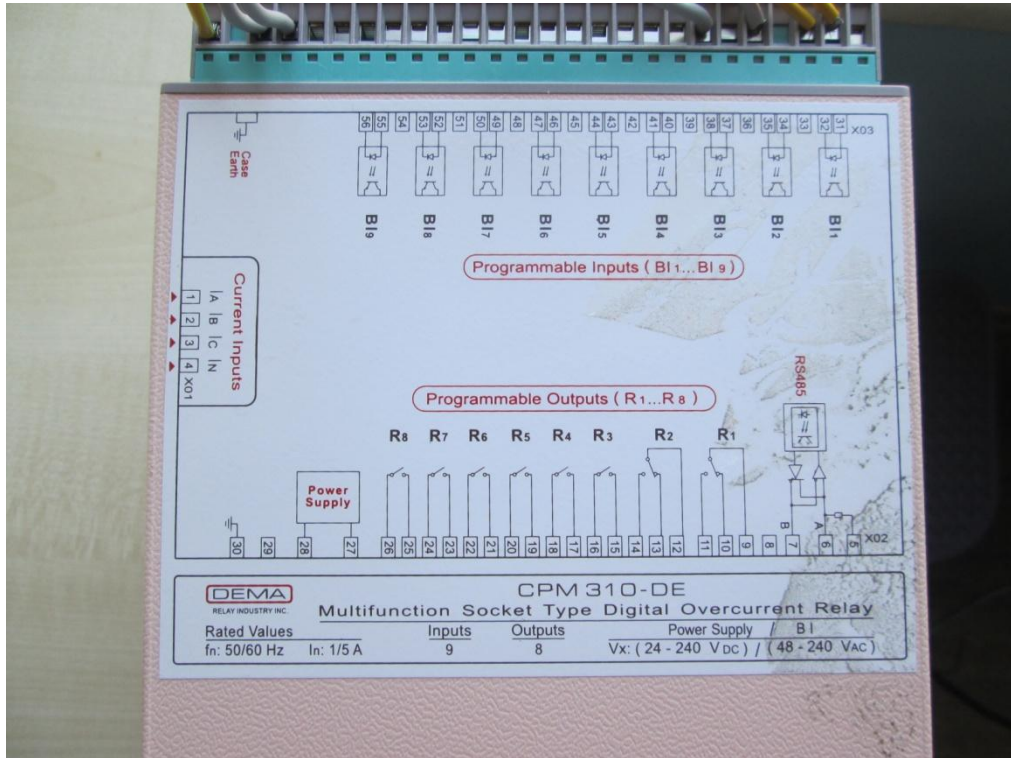 56 55 54 53 52 51 50 49 48 47 46 45 44 43 42 41 40 39 38 37 36 35 34 33 32 31 X03
Case
Earth
BI9 BI8 BI7 BI6 BI5 BI4 BI3 BI2 BI1
Programmable Inputs ( BI 1...BI 9 )
Current Inputs
1 IA
2 IB
3 IC
4 IN
X01
RS485
Programmable Outputs ( R1...R 8 )
R8 R7 R6 R5 R4 R3 R2 R1
Power
Supply
B A
30 29 28 27 26 25 24 23 22 21 20 19 18 17 16 15 14 13 12 11 10 9 8 7 6 5 X02
DEMA
RELAY INDUSTRY INC.
CPM 310-DE
Multifunction Socket Type Digital Overcurrent Relay
Rated Values Inputs Outputs Power Supply / B I
fn: 50/60 Hz In: 1/5 A 9 8 Vx: ( 24 - 240 V DC ) / ( 48 - 240 VAC )